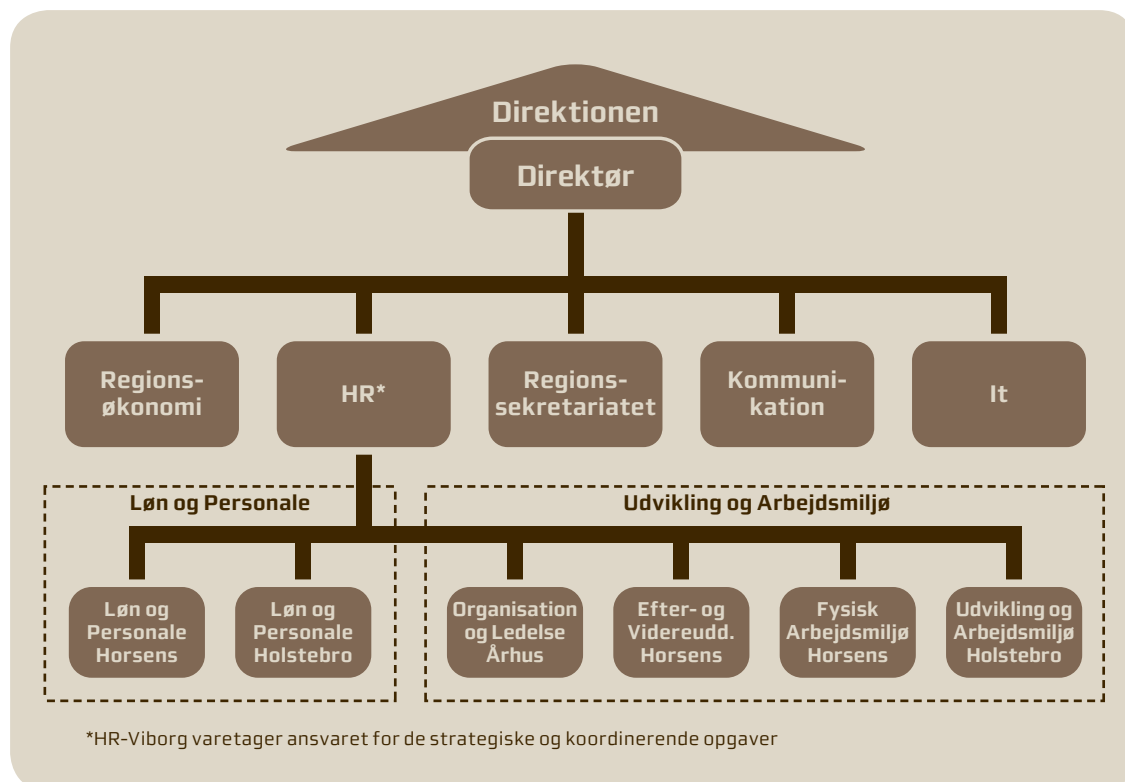 Direktionen
Direktør
Regions-
økonomi
HR*
Regions-
sekretariatet
Kommuni-
kation
It
Løn og Personale
Løn og
Personale
Horsens
Løn og
Personale
Holstebro
Udvikling og Arbejdsmiljø
Organisation
og Ledelse
Århus
Efter- og
Videreudd.
Horsens
Fysisk
Arbejdsmiljø
Horsens
Udvikling og
Arbejdsmiljø
Holstebro
*HR-Viborg varetager ansvaret for de strategiske og koordinerende opgaver